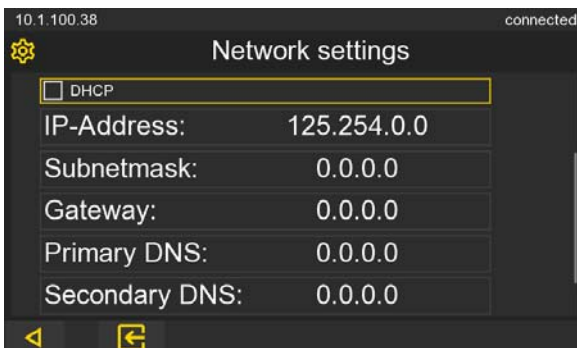 10.1.100.38 connected
Network settings
DHCP
IP-Address: 125.254.0.0
Subnetmask: 0.0.0.0
Gateway: 0.0.0.0
Primary DNS: 0.0.0.0
Secondary DNS: 0.0.0.0